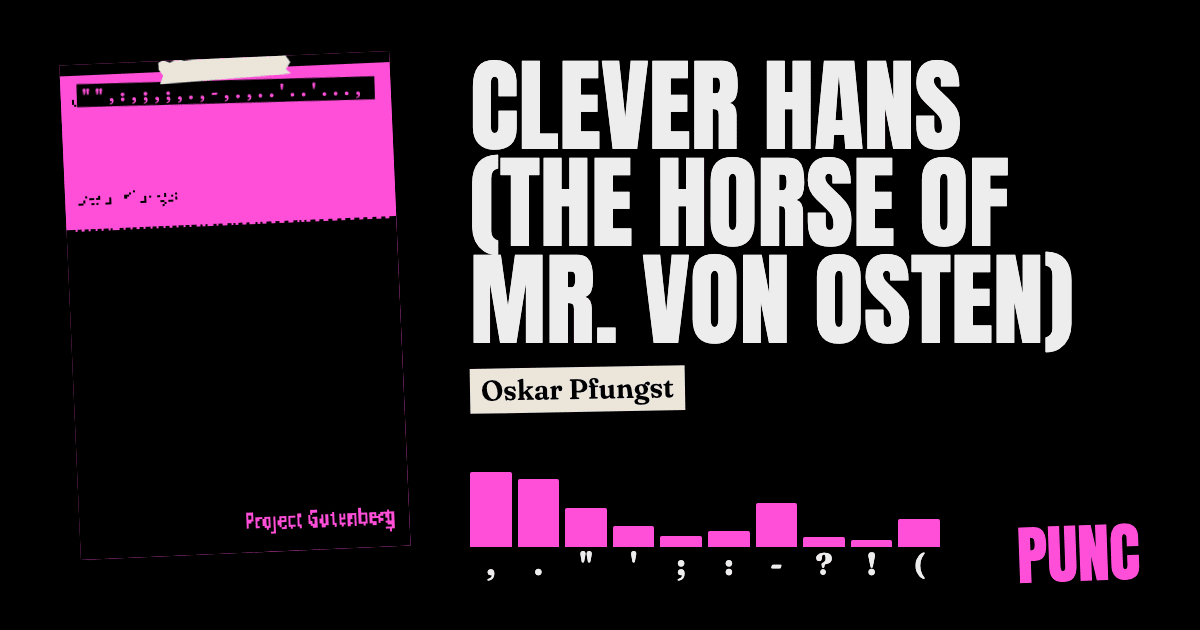 "",:,;,;,.,-,.,..'..'...,
Project Gutenberg
CLEVER HANS
(THE HORSE OF
MR. VON OSTEN)
Oskar Pfungst
, . " ' ; : - ? ! (
PUNC